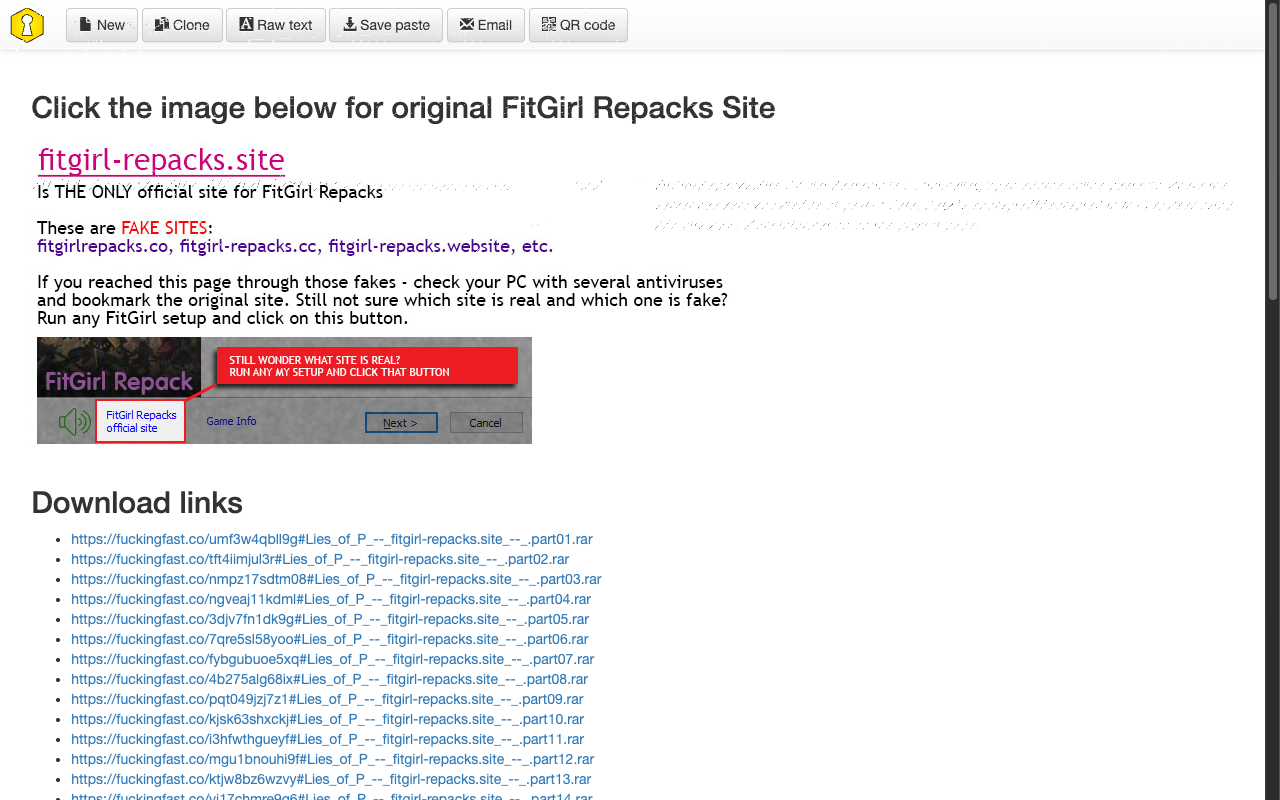 New Clone Raw text Save paste Email QR code
Click the image below for original FitGirl Repacks Site
fitgirl-repacks.site
Is THE ONLY official site for FitGirl Repacks
These are FAKE SITES:
fitgirlrepacks.co, fitgirl-repacks.cc, fitgirl-repacks.website, etc.
If you reached this page through those fakes - check your PC with several antiviruses
and bookmark the original site. Still not sure which site is real and which one is fake?
Run any FitGirl setup and click on this button.
STILL WONDER WHAT SITE IS REAL?
RUN ANY MY SETUP AND CLICK THAT BUTTON
FitGirl Repack
FitGirl Repacks
official site
Game Info
Next >
Cancel
Download links
https://fuckingfast.co/umf3w4qbll9g#Lies_of_P_--_fitgirl-repacks.site_--_.part01.rar
https://fuckingfast.co/tft4iimjul3r#Lies_of_P_--_fitgirl-repacks.site_--_.part02.rar
https://fuckingfast.co/nmpz17sdtm08#Lies_of_P_--_fitgirl-repacks.site_--_.part03.rar
https://fuckingfast.co/ngveaj11kdml#Lies_of_P_--_fitgirl-repacks.site_--_.part04.rar
https://fuckingfast.co/3djv7fn1dk9g#Lies_of_P_--_fitgirl-repacks.site_--_.part05.rar
https://fuckingfast.co/7qre5sl58yoo#Lies_of_P_--_fitgirl-repacks.site_--_.part06.rar
https://fuckingfast.co/fybgubuoe5xq#Lies_of_P_--_fitgirl-repacks.site_--_.part07.rar
https://fuckingfast.co/4b275alg68ix#Lies_of_P_--_fitgirl-repacks.site_--_.part08.rar
https://fuckingfast.co/pqt049jzj7z1#Lies_of_P_--_fitgirl-repacks.site_--_.part09.rar
https://fuckingfast.co/kjsk63shxckj#Lies_of_P_--_fitgirl-repacks.site_--_.part10.rar
https://fuckingfast.co/i3hfwthgueyf#Lies_of_P_--_fitgirl-repacks.site_--_.part11.rar
https://fuckingfast.co/mgu1bnouhi9f#Lies_of_P_--_fitgirl-repacks.site_--_.part12.rar
https://fuckingfast.co/ktjw8bz6wzvy#Lies_of_P_--_fitgirl-repacks.site_--_.part13.rar